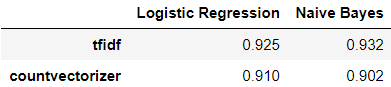 Logistic Regression Naive Bayes
tfidf 0.925 0.932
countvectorizer 0.910 0.902